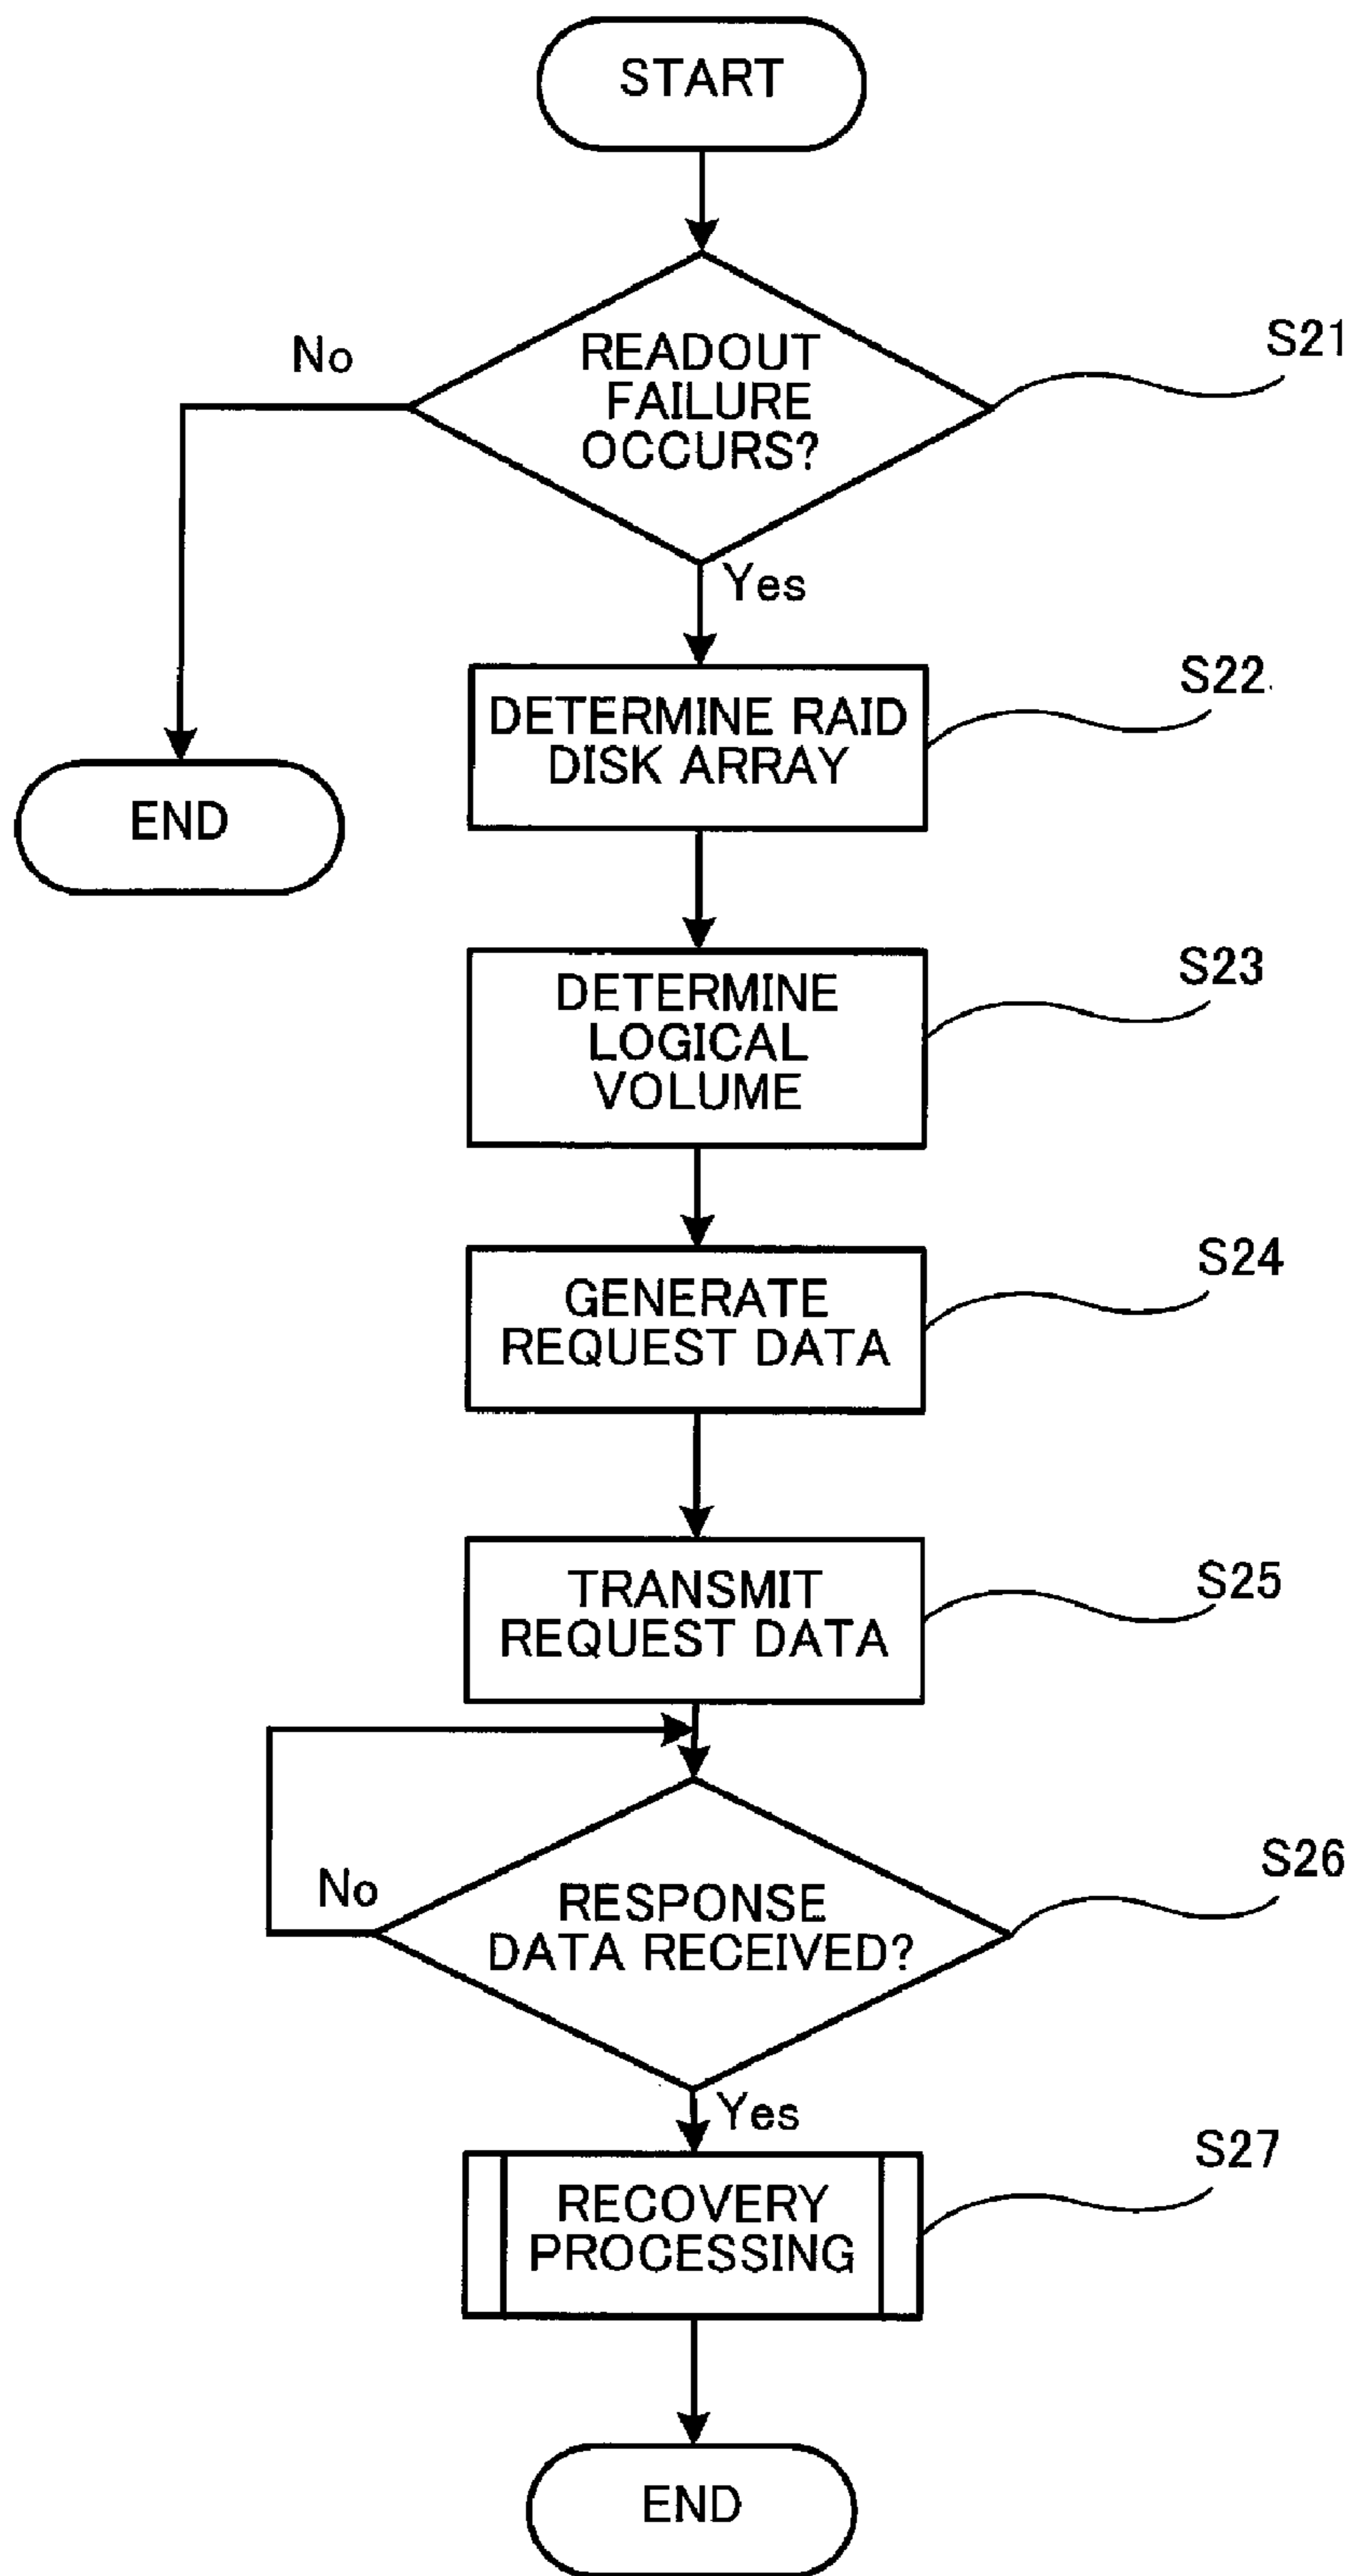 START
No
READOUT
FAILURE
OCCURS?
S21
Yes
DETERMINE RAID
DISK ARRAY
S22
END
DETERMINE
LOGICAL
VOLUME
S23
GENERATE
REQUEST DATA
S24
TRANSMIT
REQUEST DATA
S25
No
RESPONSE
DATA RECEIVED?
S26
Yes
RECOVERY
PROCESSING
S27
END